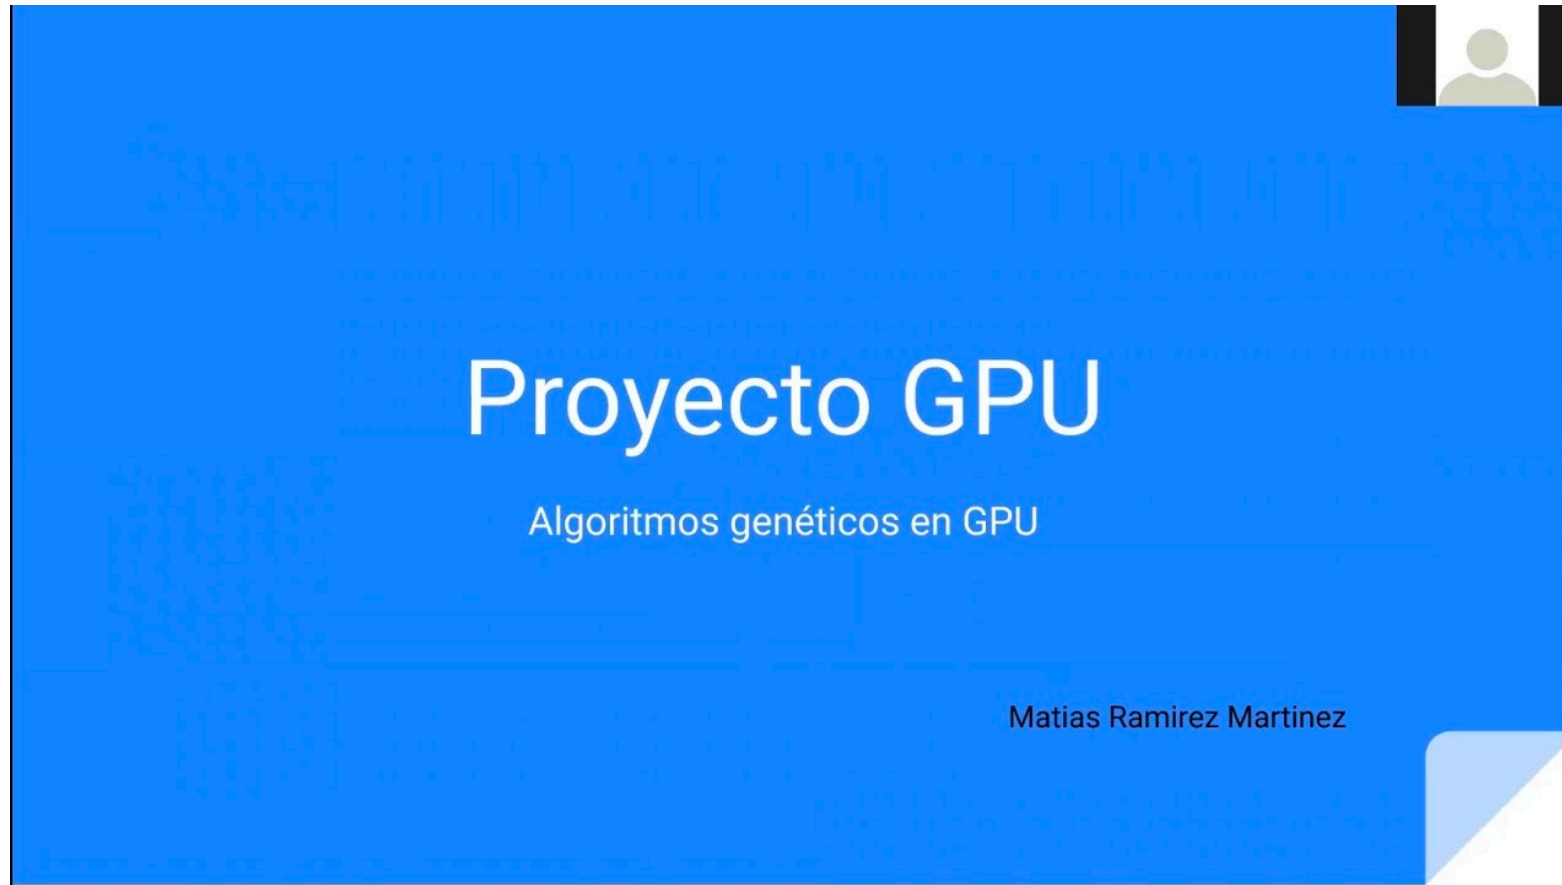 Proyecto GPU
Algoritmos genéticos en GPU
Matias Ramirez Martinez